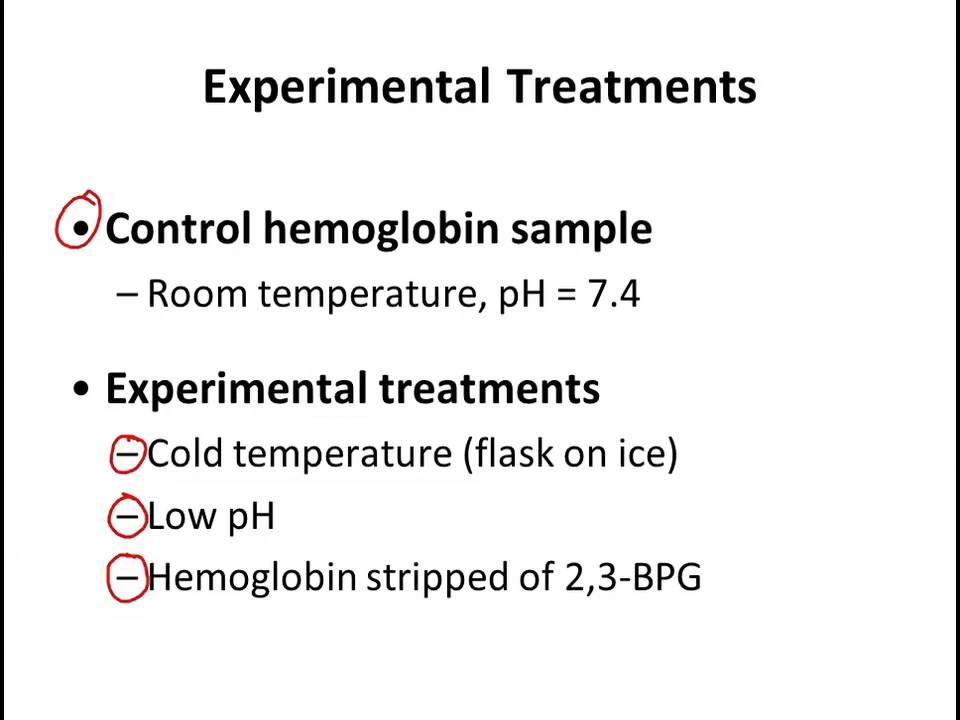 Experimental Treatments
• Control hemoglobin sample
– Room temperature, pH = 7.4
• Experimental treatments
– Cold temperature (flask on ice)
– Low pH
– Hemoglobin stripped of 2,3-BPG